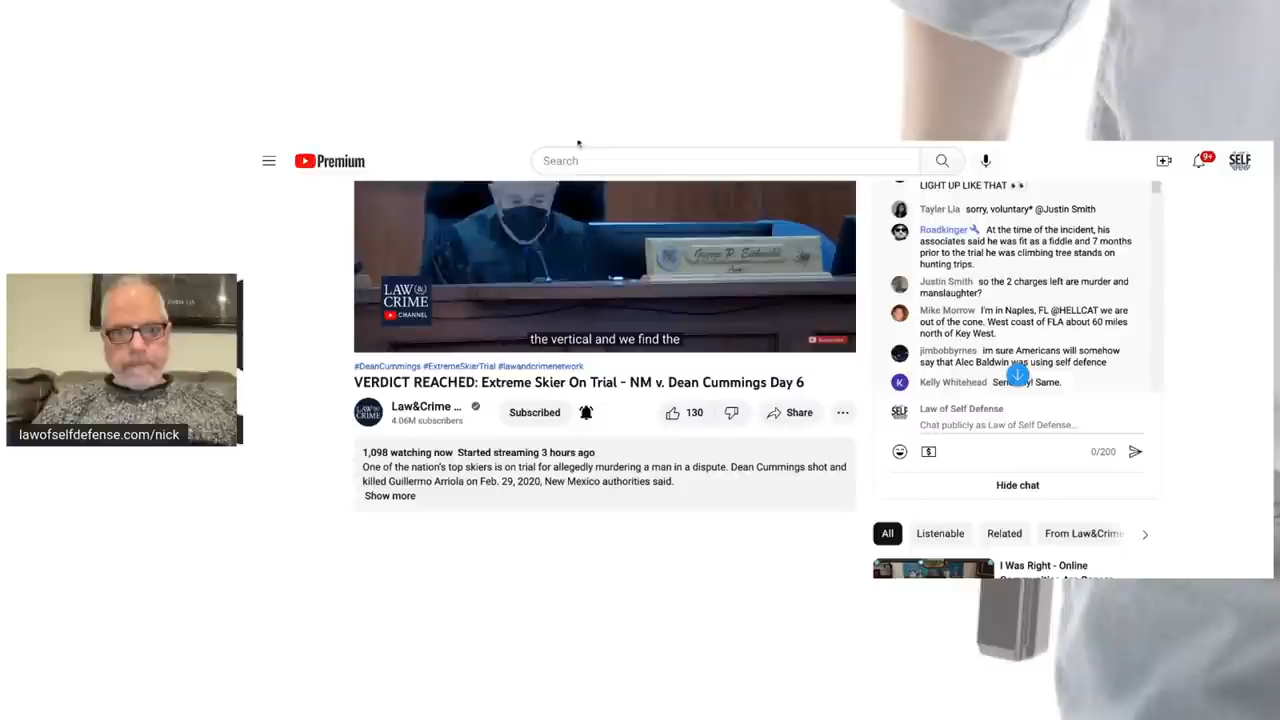 Premium
Search
9+
SELF
LIGHT UP LIKE THAT 👀
Tayler Lia sorry, voluntary* @Justin Smith
Roadkinger At the time of the incident, his
associates said he was fit as a fiddle and 7 months
prior to the trial he was climbing tree stands on
hunting trips.
Justin Smith so the 2 charges left are murder and
manslaughter?
Mike Morrow I'm in Naples, FL @HELLCAT we are
out of the cone. West coast of FLA about 60 miles
north of Key West.
jimbobbyrnes im sure Americans will somehow
say that Alec Baldwin was using self defence
Kelly Whitehead Same.
SELF
Law of Self Defense
Chat publicly as Law of Self Defense...
0/200
Hide chat
All
Listenable
Related
From Law&Crime
I Was Right - Online
LAW&
CRIME
CHANNEL
the vertical and we find the
#DeanCummings #ExtremeSkierTrial #lawandcrimenetwork
VERDICT REACHED: Extreme Skier On Trial - NM v. Dean Cummings Day 6
Law&Crime ...
4.06M subscribers
Subscribed
130
Share
1,098 watching now Started streaming 3 hours ago
One of the nation's top skiers is on trial for allegedly murdering a man in a dispute. Dean Cummings shot and
killed Guillermo Arriola on Feb. 29, 2020, New Mexico authorities said.
Show more
lawofselfdefense.com/nick